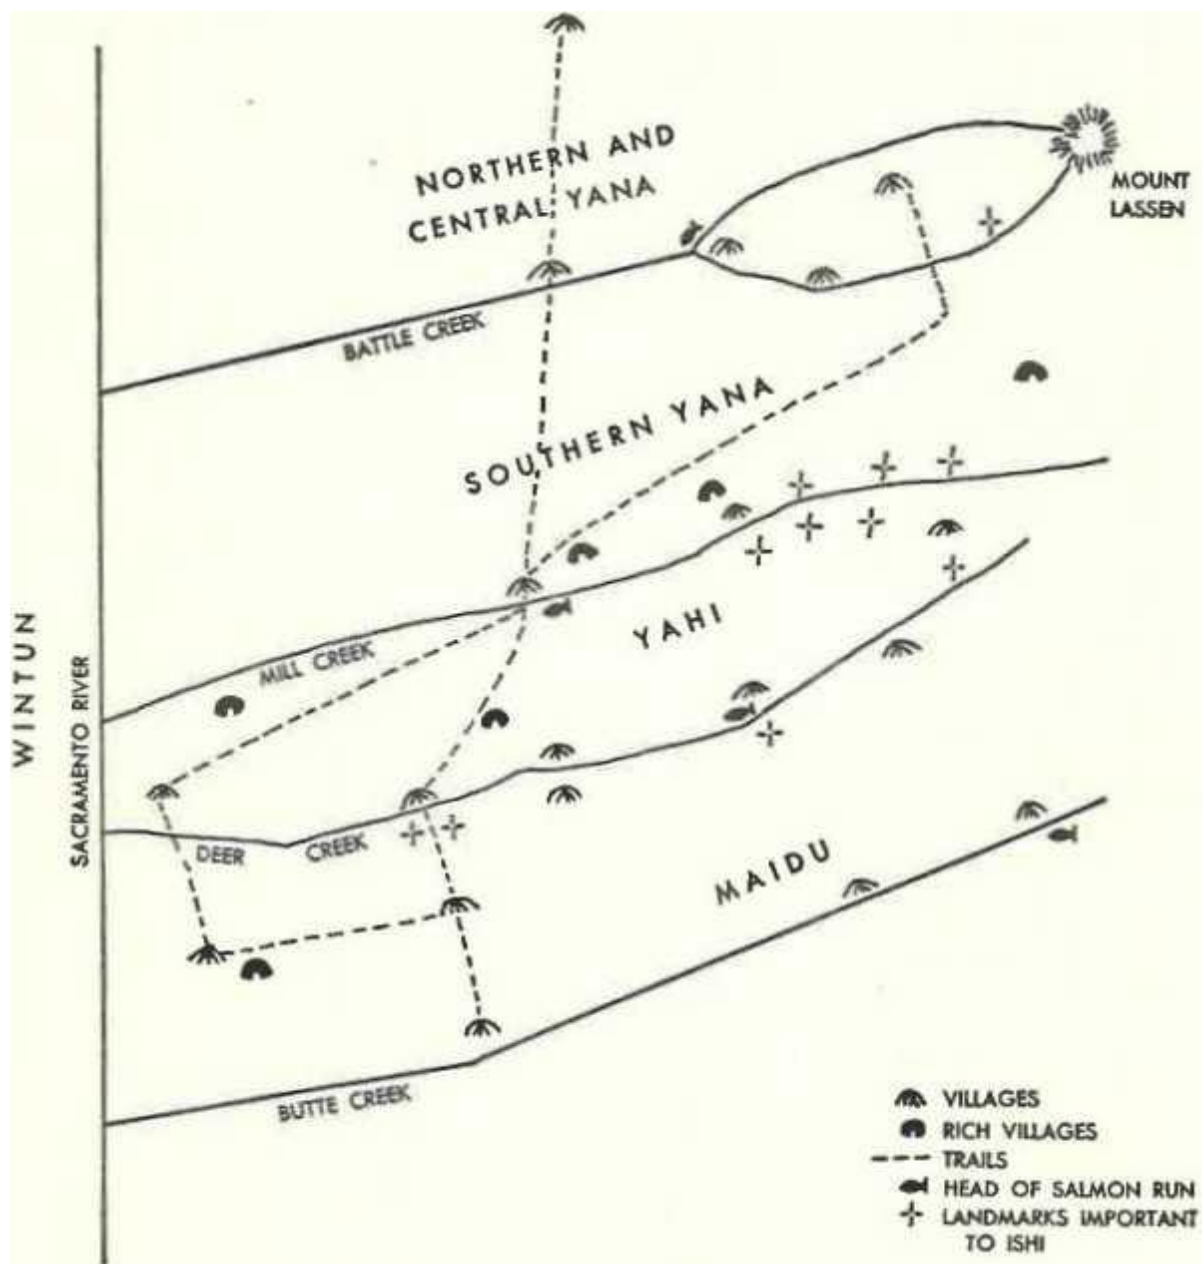 NORTHERN AND
CENTRAL YANA
MOUNT
LASSEN
BATTLE CREEK
SOUTHERN YANA
YAHI
MILL CREEK
WINTUN
SACRAMENTO RIVER
DEER CREEK
MAIDU
BUTTE CREEK
VILLAGES
RICH VILLAGES
TRAILS
HEAD OF SALMON RUN
LANDMARKS IMPORTANT
TO ISHI